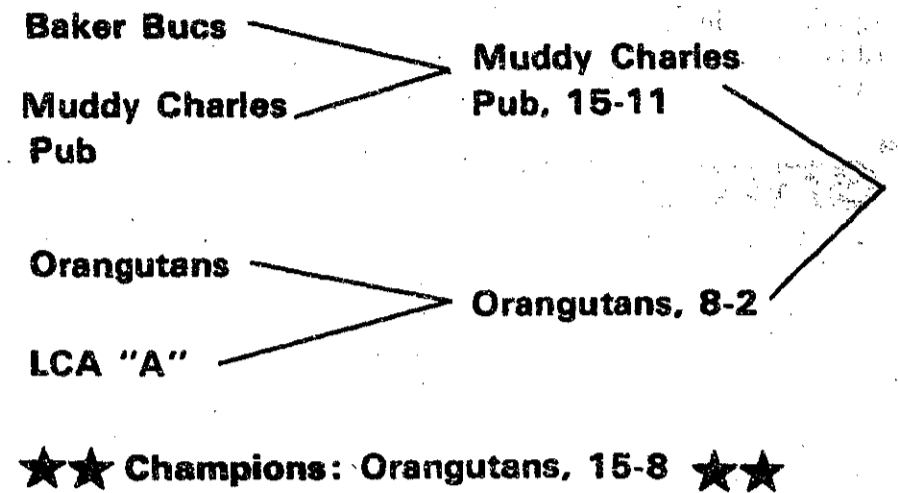 Baker Bucs
Muddy Charles
Pub
Muddy Charles
Pub, 15-11
Orangutans
LCA "A"
Orangutans, 8-2
★★ Champions: Orangutans, 15-8 ★★